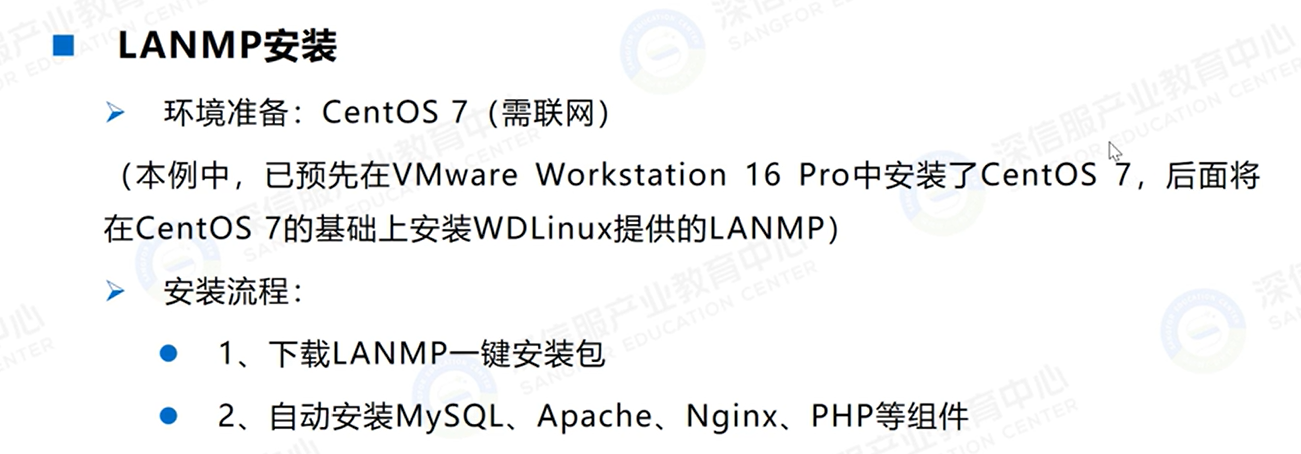 LANMP安装
环境准备：CentOS 7（需联网）
（本例中，已预先在VMware Workstation 16 Pro中安装了CentOS 7，后面将
在CentOS 7的基础上安装WDLinux提供的LANMP）
安装流程：
1、下载LANMP一键安装包
2、自动安装MySQL、Apache、Nginx、PHP等组件
深信服产业教育中心
SANGFOR EDUCATION CENTER